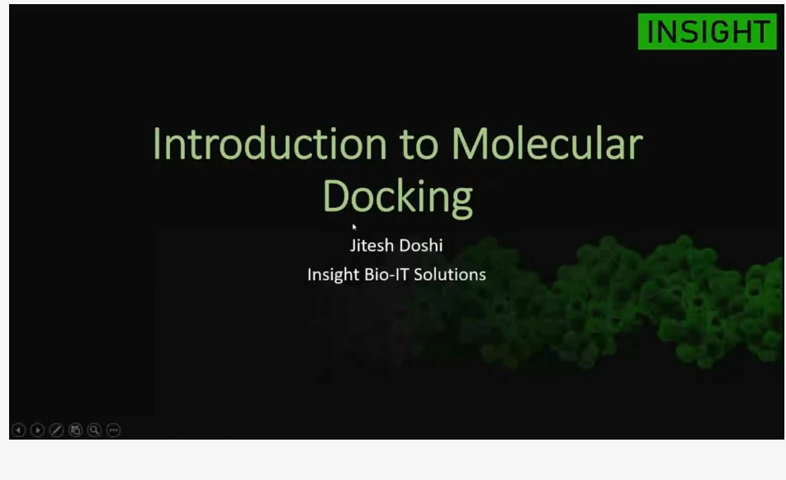 INSIGHT
Introduction to Molecular
Docking
Jitesh Doshi
Insight Bio-IT Solutions